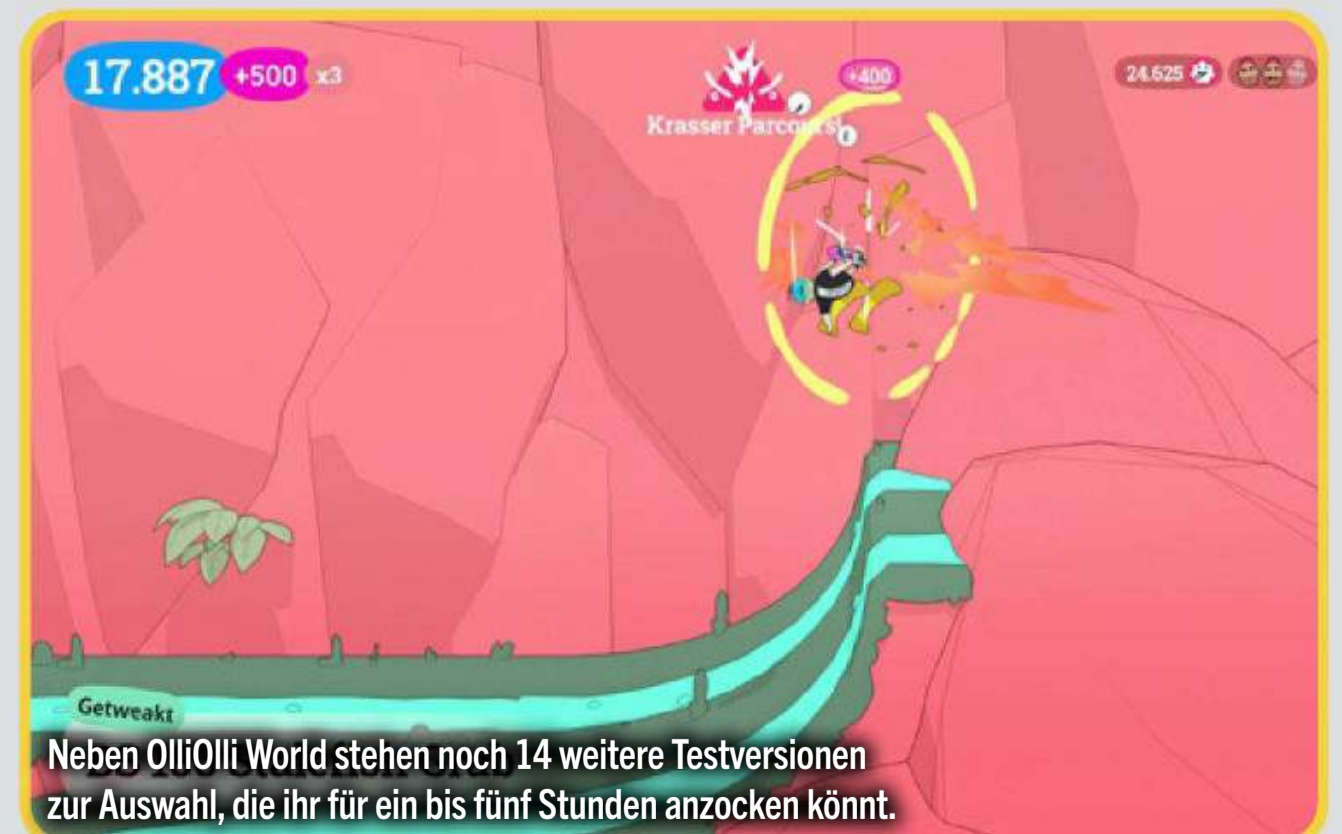 17.887 +500 x3
+400
24.625
Krasser Parcours!
Getweakt
Neben OlliOlli World stehen noch 14 weitere Testversionen
zur Auswahl, die ihr für ein bis fünf Stunden anzocken könnt.